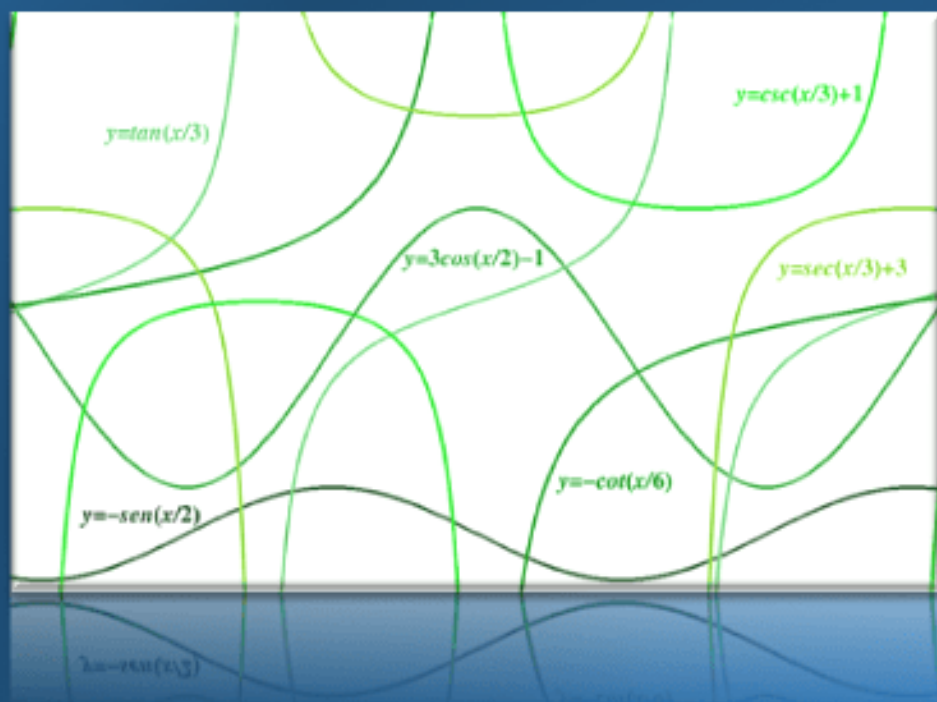 y=csc(x/3)+1
y=tan(x/3)
y=3cos(x/2)−1
y=sec(x/3)+3
y=−cot(x/6)
y=−sen(x/2)